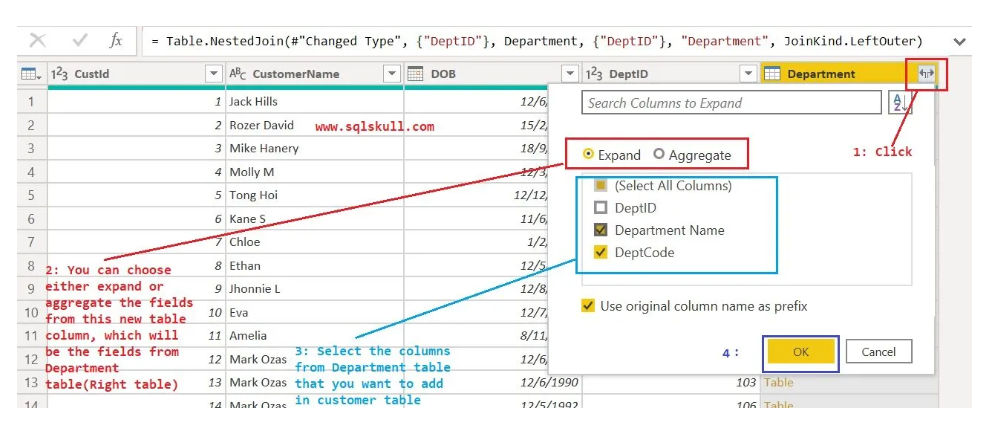 fx = Table.NestedJoin(#"Changed Type", {"DeptID"}, Department, {"DeptID"}, "Department", JoinKind.LeftOuter)
1²3 CustId ABC CustomerName DOB 1²3 DeptID Department
1 1 Jack Hills 12/6/
2 2 Rozer David 15/2/
3 3 Mike Hanery 18/9/
4 4 Molly M 12/3/
5 5 Tong Hoi 12/12/
6 6 Kane S 11/6/
7 7 Chloe 1/2/
8 8 Ethan 12/5
9 9 Jhonnie L 12/8/
10 10 Eva 12/7/
11 11 Amelia 8/11/
12 12 Mark Ozas 12/6/
13 13 Mark Ozas 12/6/1990 103 Table
14 14 Mark Ozas 12/5/1992 106 Table
www.sqlskull.com
Search Columns to Expand
AZ
1: Click
Expand Aggregate
(Select All Columns)
DeptID
Department Name
DeptCode
Use original column name as prefix
4 :
OK
Cancel
2: You can choose
either expand or
aggregate the fields
from this new table
column, which will
be the fields from
Department
table(Right table)
3: Select the columns
from Department table
that you want to add
in customer table